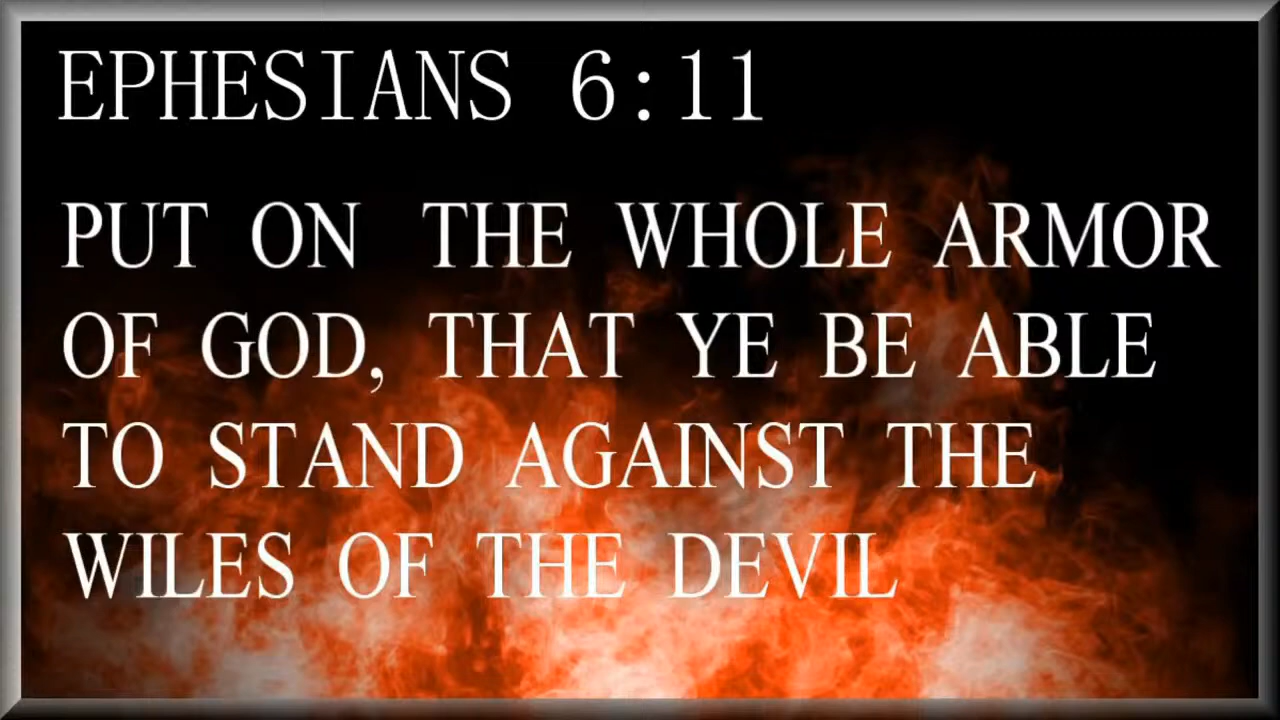 EPHESIANS 6:11
PUT ON THE WHOLE ARMOR
OF GOD, THAT YE BE ABLE
TO STAND AGAINST THE
WILES OF THE DEVIL